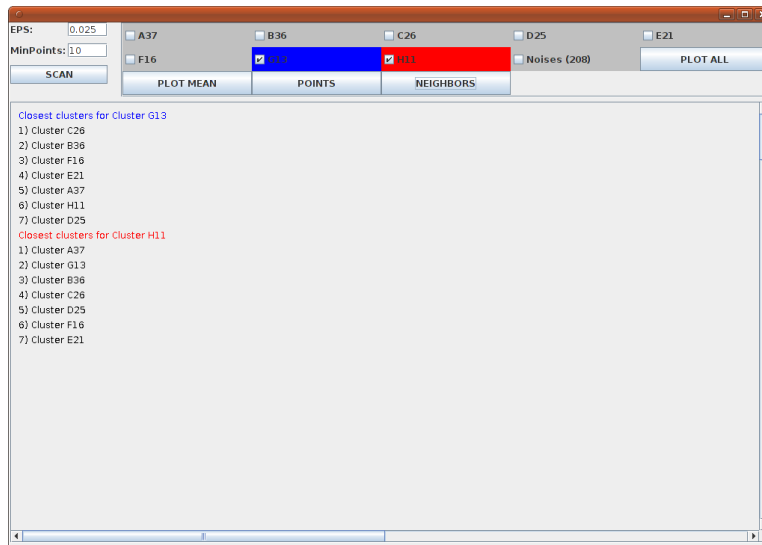 EPS: 0.025
MinPoints: 10
SCAN
A37 B36 C26 D25 E21
F16 G13 H11 Noises (208) PLOT ALL
PLOT MEAN POINTS NEIGHBORS
Closest clusters for Cluster G13
1) Cluster C26
2) Cluster B36
3) Cluster F16
4) Cluster E21
5) Cluster A37
6) Cluster H11
7) Cluster D25
Closest clusters for Cluster H11
1) Cluster A37
2) Cluster G13
3) Cluster B36
4) Cluster C26
5) Cluster D25
6) Cluster F16
7) Cluster E21